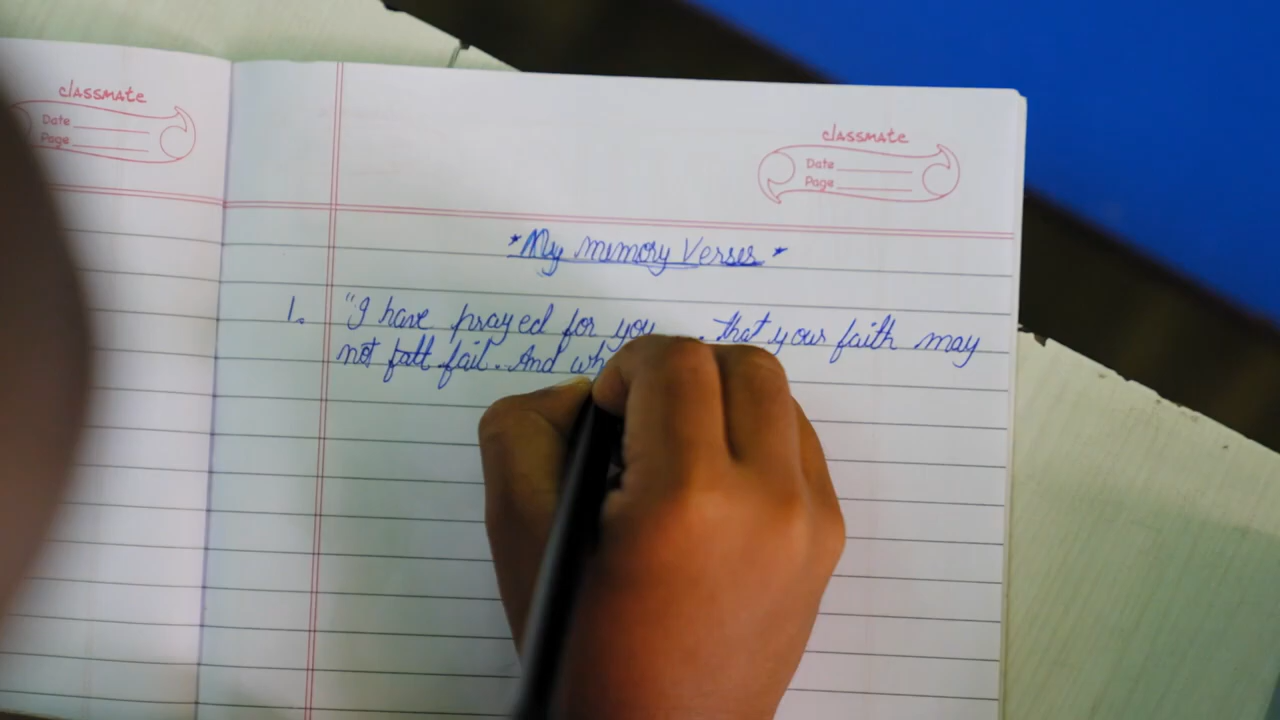 classmate
Date
Page
classmate
Date
Page
*My memory Verses*
1. "I have prayed for you . . that your faith may
not fatt fail. And wh